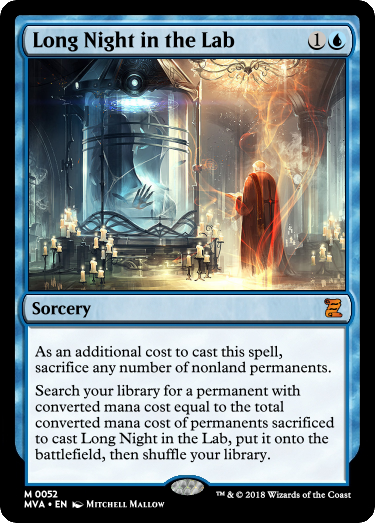 Long Night in the Lab 1
Sorcery
As an additional cost to cast this spell,
sacrifice any number of nonland permanents.
Search your library for a permanent with
converted mana cost equal to the total
converted mana cost of permanents sacrificed
to cast Long Night in the Lab, put it onto the
battlefield, then shuffle your library.
M 0052
MVA • EN Mitchell Mallow
™ & © 2018 Wizards of the Coast